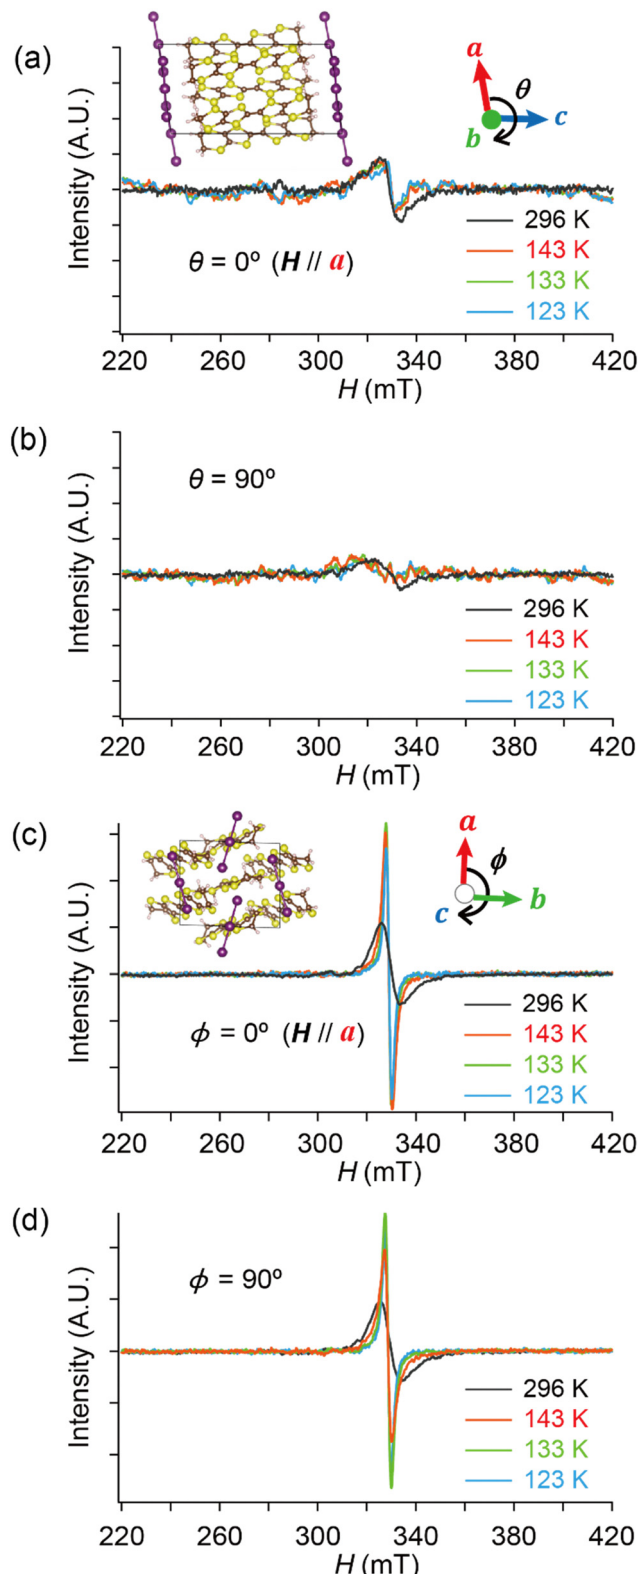 (a)
a
θ
c
b
Intensity (A.U.)
θ = 0º (H // a)
296 K
143 K
133 K
123 K
220 260 300 340 380 420
H (mT)
(b)
Intensity (A.U.)
θ = 90º
296 K
143 K
133 K
123 K
220 260 300 340 380 420
H (mT)
(c)
a
ϕ
b
c
Intensity (A.U.)
ϕ = 0º (H // a)
296 K
143 K
133 K
123 K
220 260 300 340 380 420
H (mT)
(d)
Intensity (A.U.)
ϕ = 90º
296 K
143 K
133 K
123 K
220 260 300 340 380 420
H (mT)